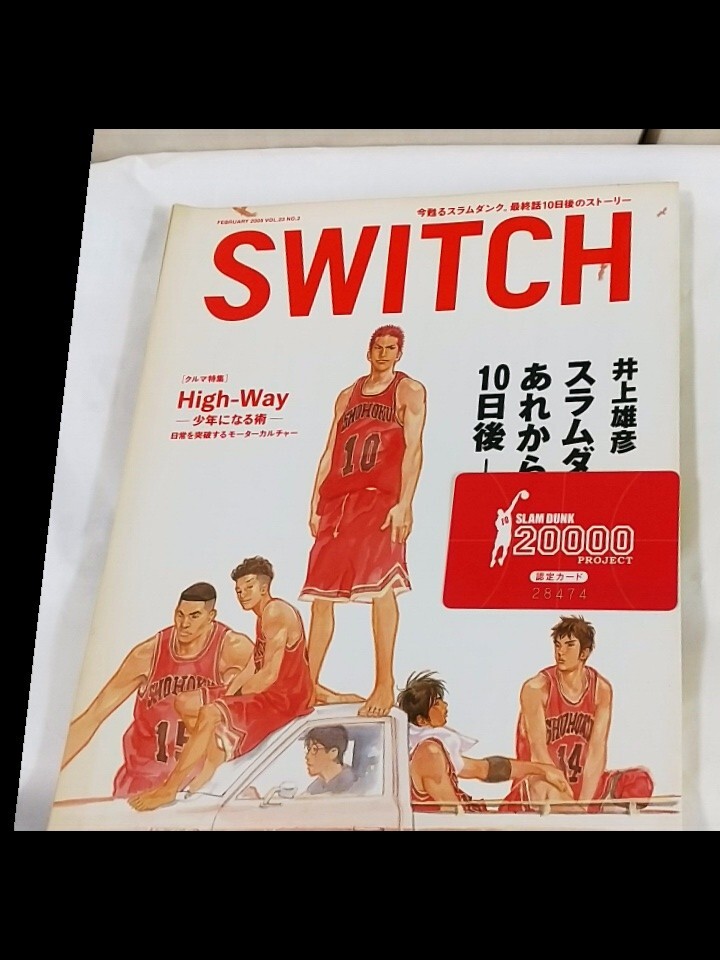 FEBRUARY 2005 VOL.23 NO.2
今甦るスラムダンク。最終話10日後のストーリー
SWITCH
[クルマ特集]
High-Way
―少年になる術―
日常を突破するモーターカルチャー
井上雄彦
スラムダ
あれから
10日後―
SLAM DUNK
20000
PROJECT
認定カード
28474
10
SHOHOKU
10
SHOHOKU
15
SHOHOKU
14